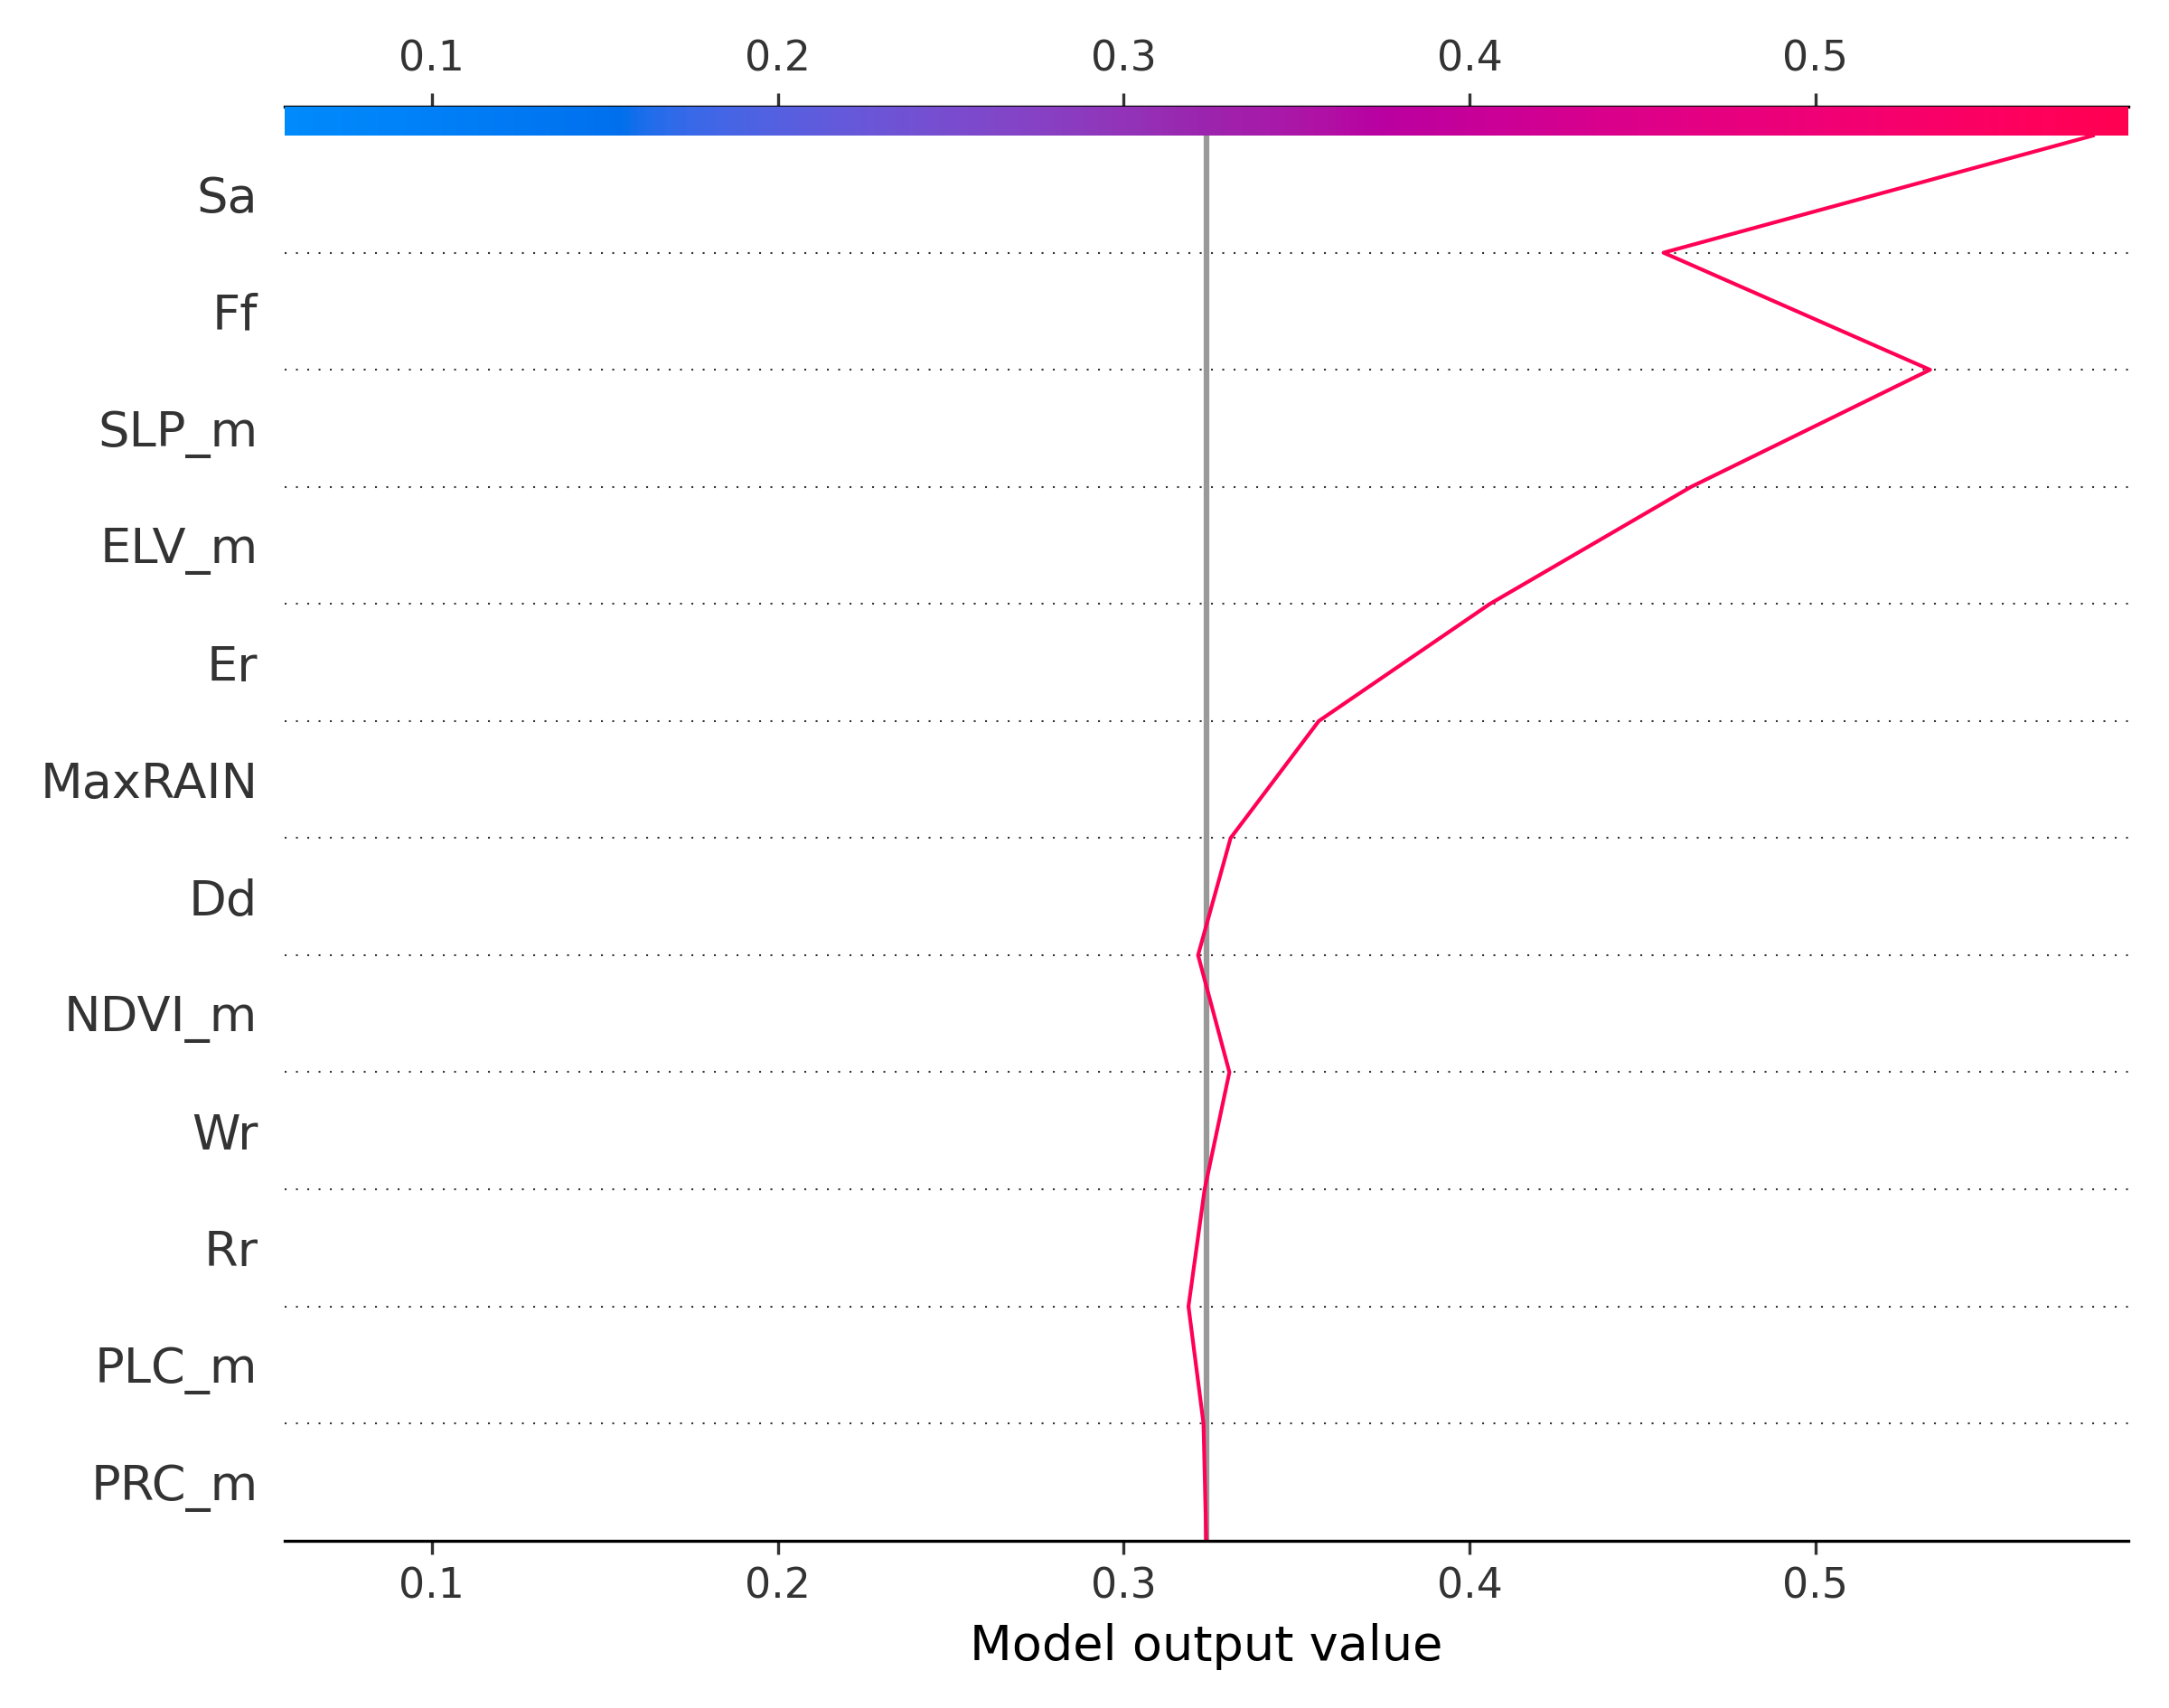 0.1 0.2 0.3 0.4 0.5
Sa
Ff
SLP_m
ELV_m
Er
MaxRAIN
Dd
NDVI_m
Wr
Rr
PLC_m
PRC_m
0.1 0.2 0.3 0.4 0.5
Model output value